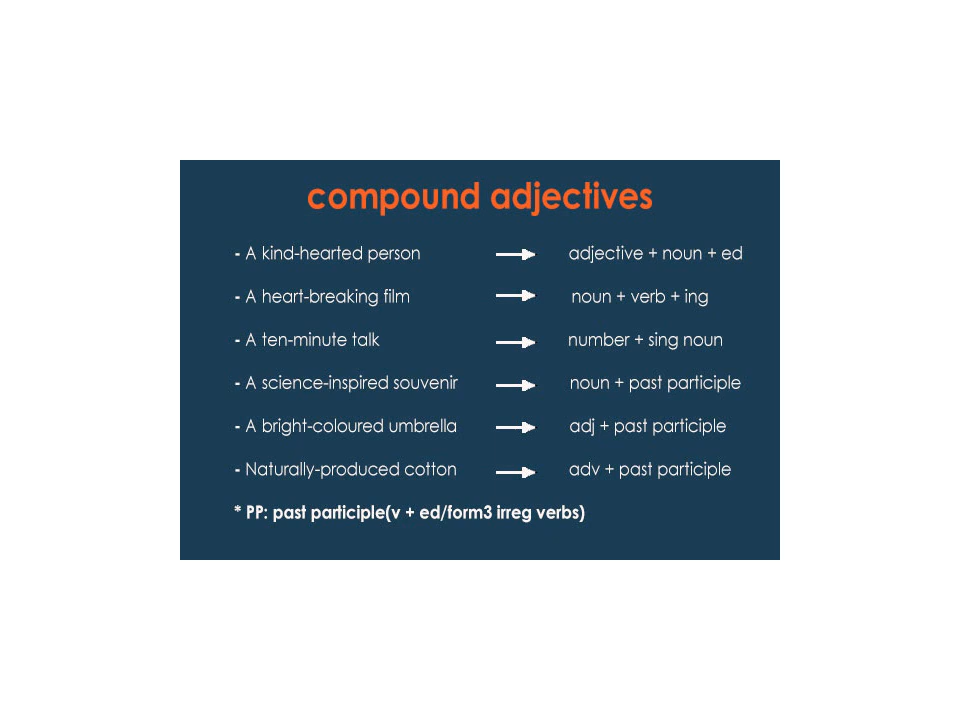 compound adjectives
- A kind-hearted person → adjective + noun + ed
- A heart-breaking film → noun + verb + ing
- A ten-minute talk → number + sing noun
- A science-inspired souvenir → noun + past participle
- A bright-coloured umbrella → adj + past participle
- Naturally-produced cotton → adv + past participle
* PP: past participle(v + ed/form3 irreg verbs)